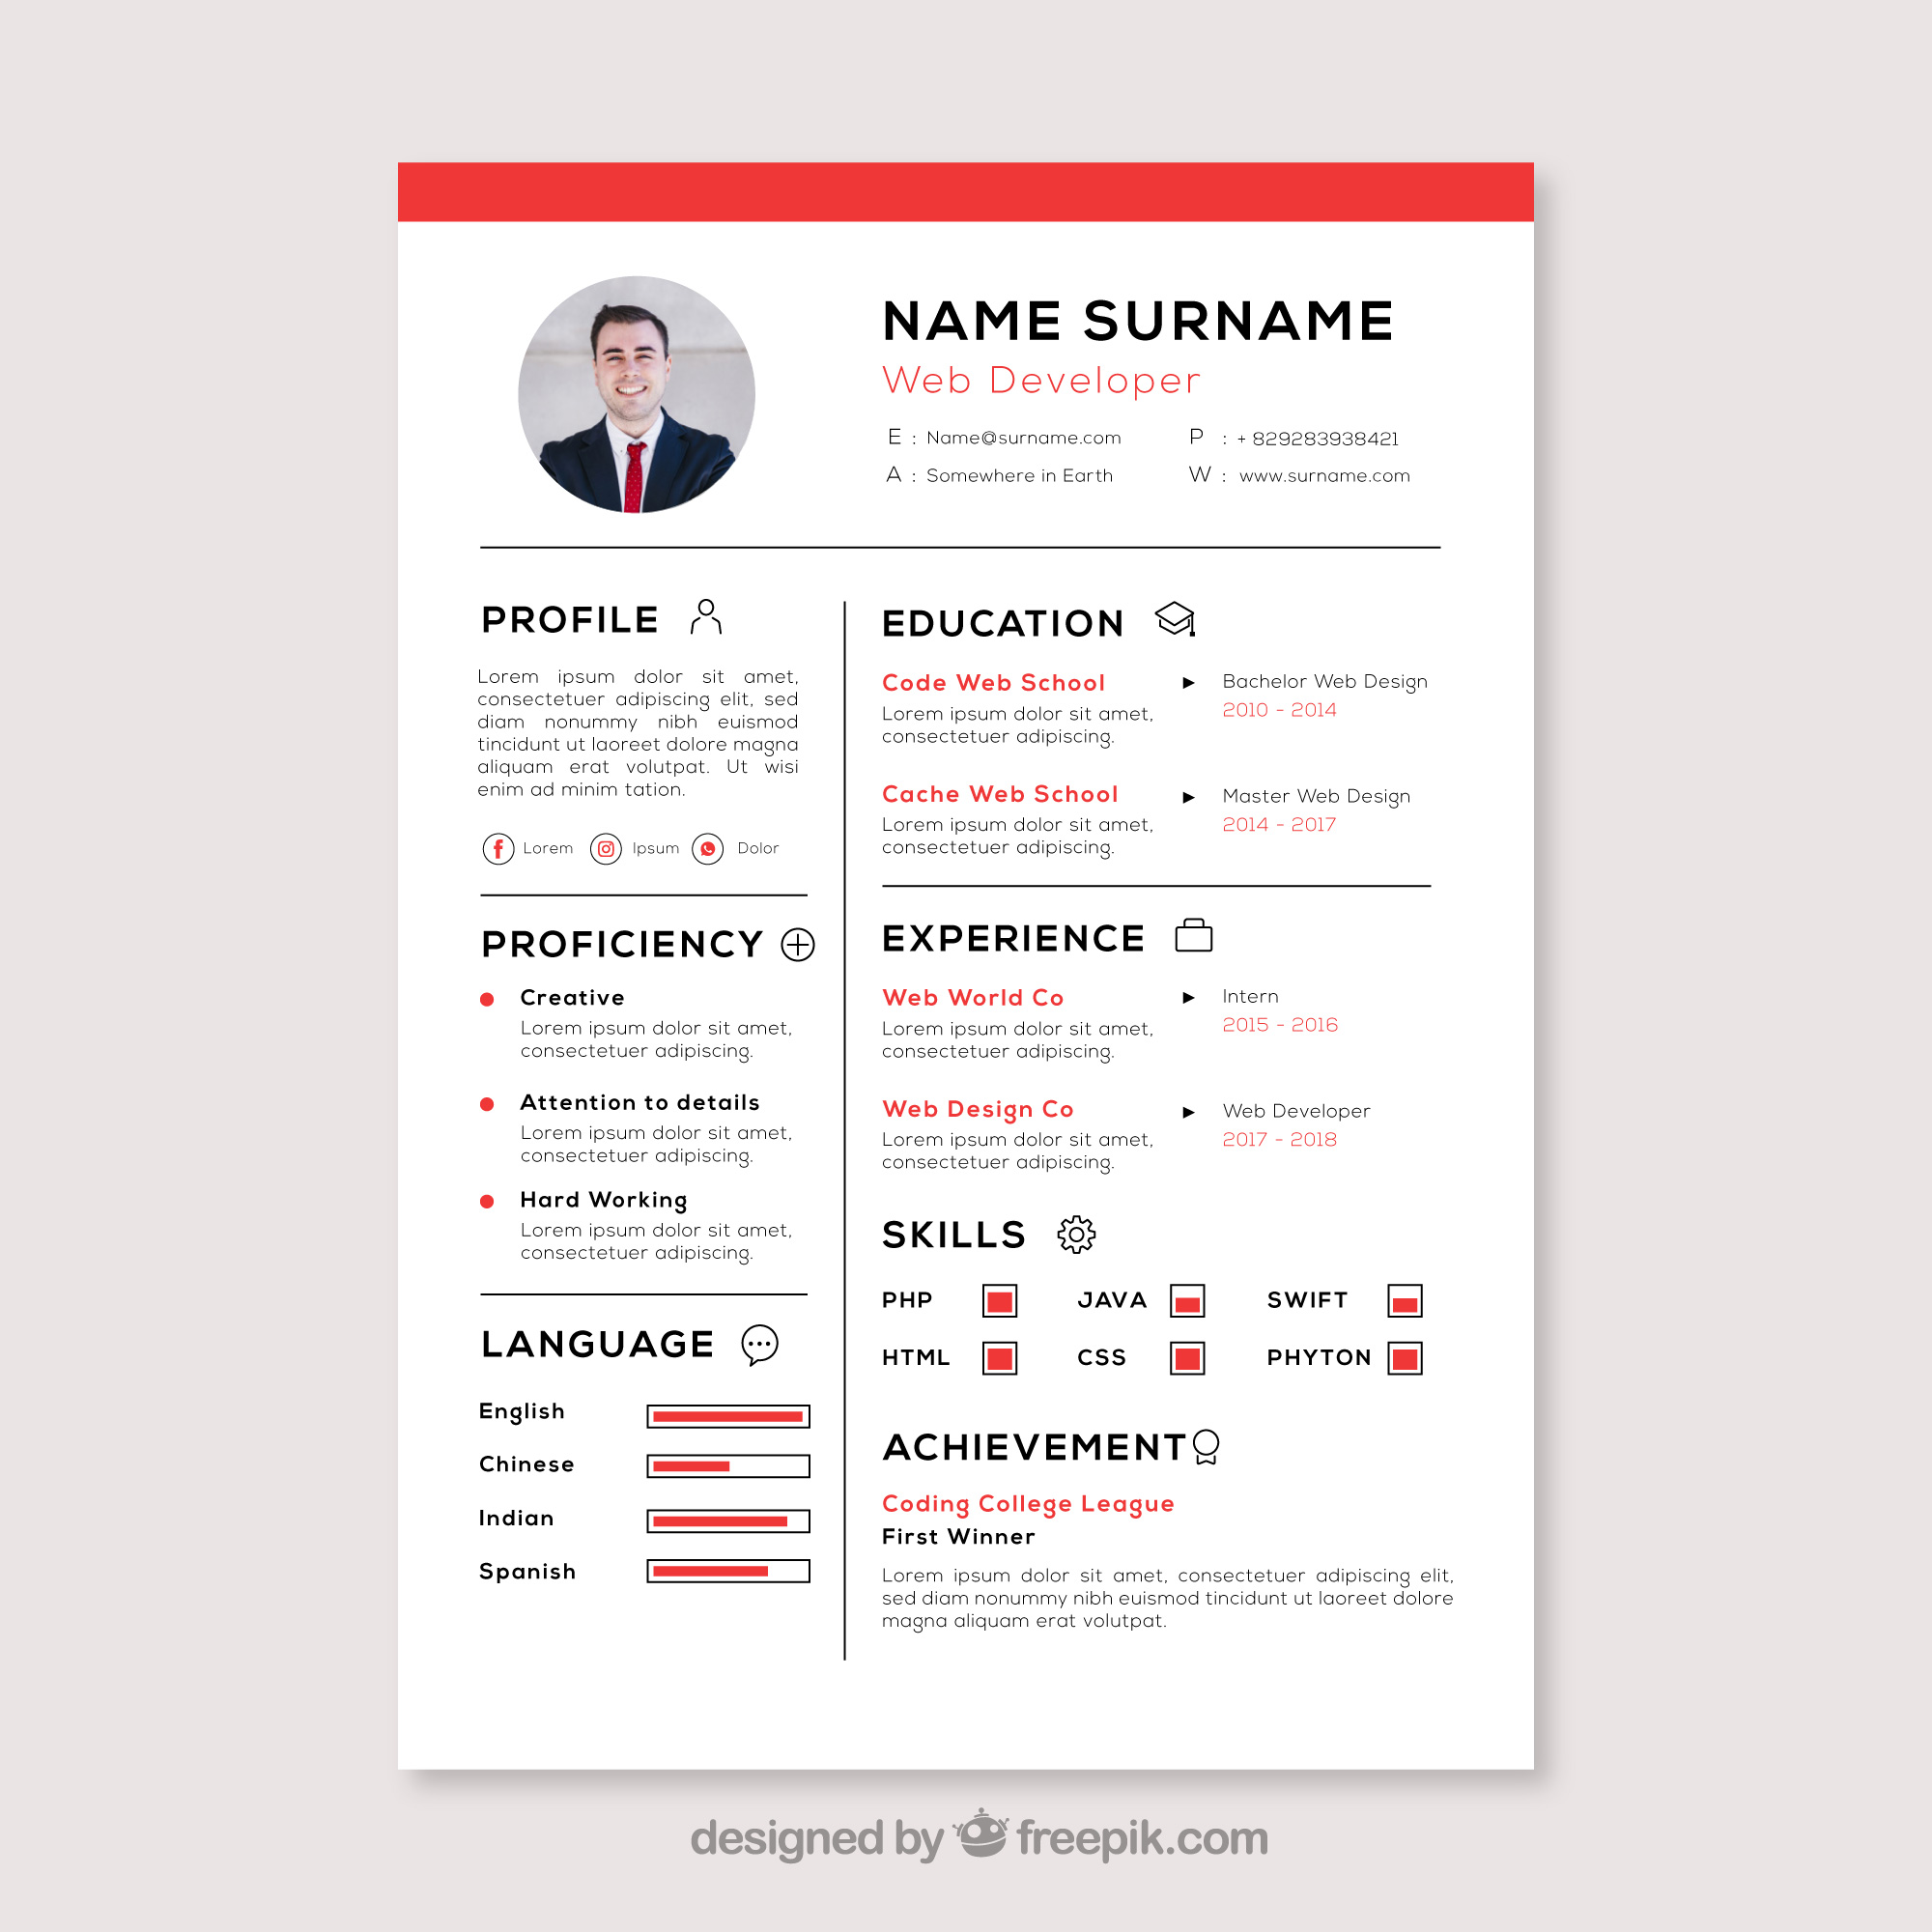 NAME SURNAME
Web Developer
E : Name@surname.com
P : + 829283938421
A : Somewhere in Earth
W : www.surname.com
PROFILE
Lorem ipsum dolor sit amet,
consectetuer adipiscing elit, sed
diam nonummy nibh euismod
tincidunt ut laoreet dolore magna
aliquam erat volutpat. Ut wisi
enim ad minim tation.
Lorem Ipsum Dolor
PROFICIENCY
Creative
Lorem ipsum dolor sit amet,
consectetuer adipiscing.
Attention to details
Lorem ipsum dolor sit amet,
consectetuer adipiscing.
Hard Working
Lorem ipsum dolor sit amet,
consectetuer adipiscing.
LANGUAGE
English
Chinese
Indian
Spanish
EDUCATION
Code Web School
Lorem ipsum dolor sit amet,
consectetuer adipiscing.
Bachelor Web Design
2010 - 2014
Cache Web School
Lorem ipsum dolor sit amet,
consectetuer adipiscing.
Master Web Design
2014 - 2017
EXPERIENCE
Web World Co
Lorem ipsum dolor sit amet,
consectetuer adipiscing.
Intern
2015 - 2016
Web Design Co
Lorem ipsum dolor sit amet,
consectetuer adipiscing.
Web Developer
2017 - 2018
SKILLS
PHP JAVA SWIFT
HTML CSS PHYTON
ACHIEVEMENT
Coding College League
First Winner
Lorem ipsum dolor sit amet, consectetuer adipiscing elit,
sed diam nonummy nibh euismod tincidunt ut laoreet dolore
magna aliquam erat volutpat.
designed by freepik.com